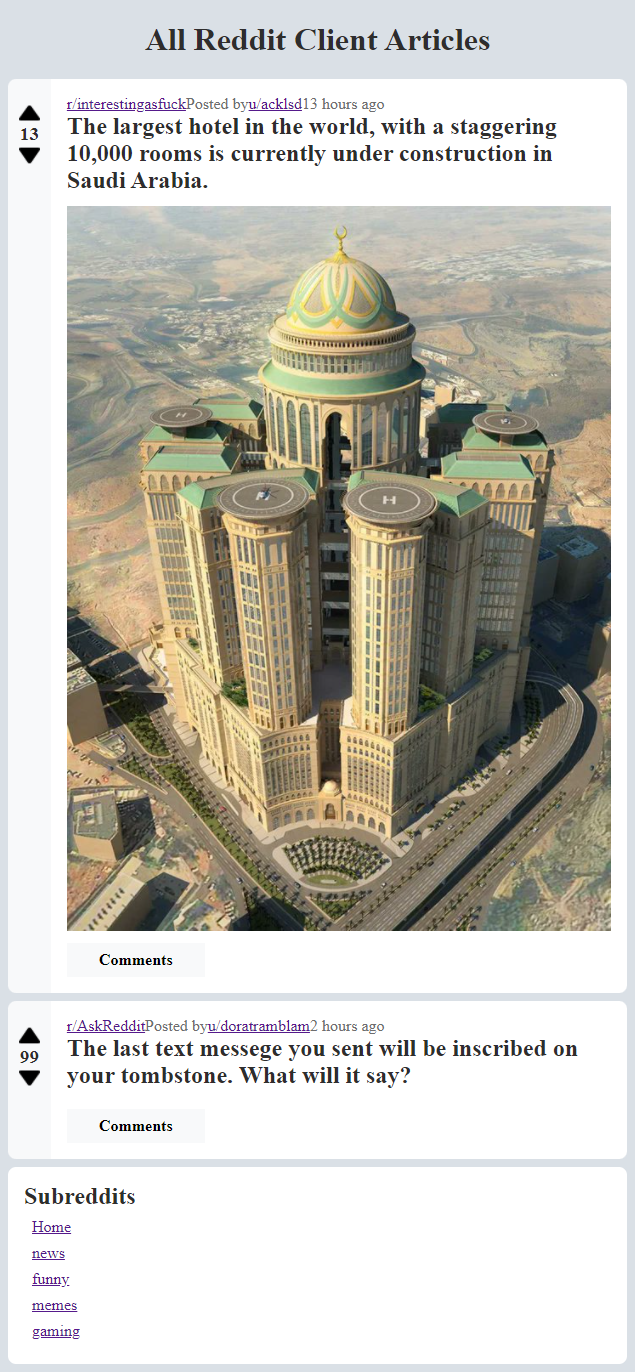 All Reddit Client Articles
r/interestingasfuckPosted byu/acklsd13 hours ago
13
The largest hotel in the world, with a staggering
10,000 rooms is currently under construction in
Saudi Arabia.
H
H
Comments
r/AskRedditPosted byu/doratramblam2 hours ago
99
The last text messege you sent will be inscribed on
your tombstone. What will it say?
Comments
Subreddits
Home
news
funny
memes
gaming